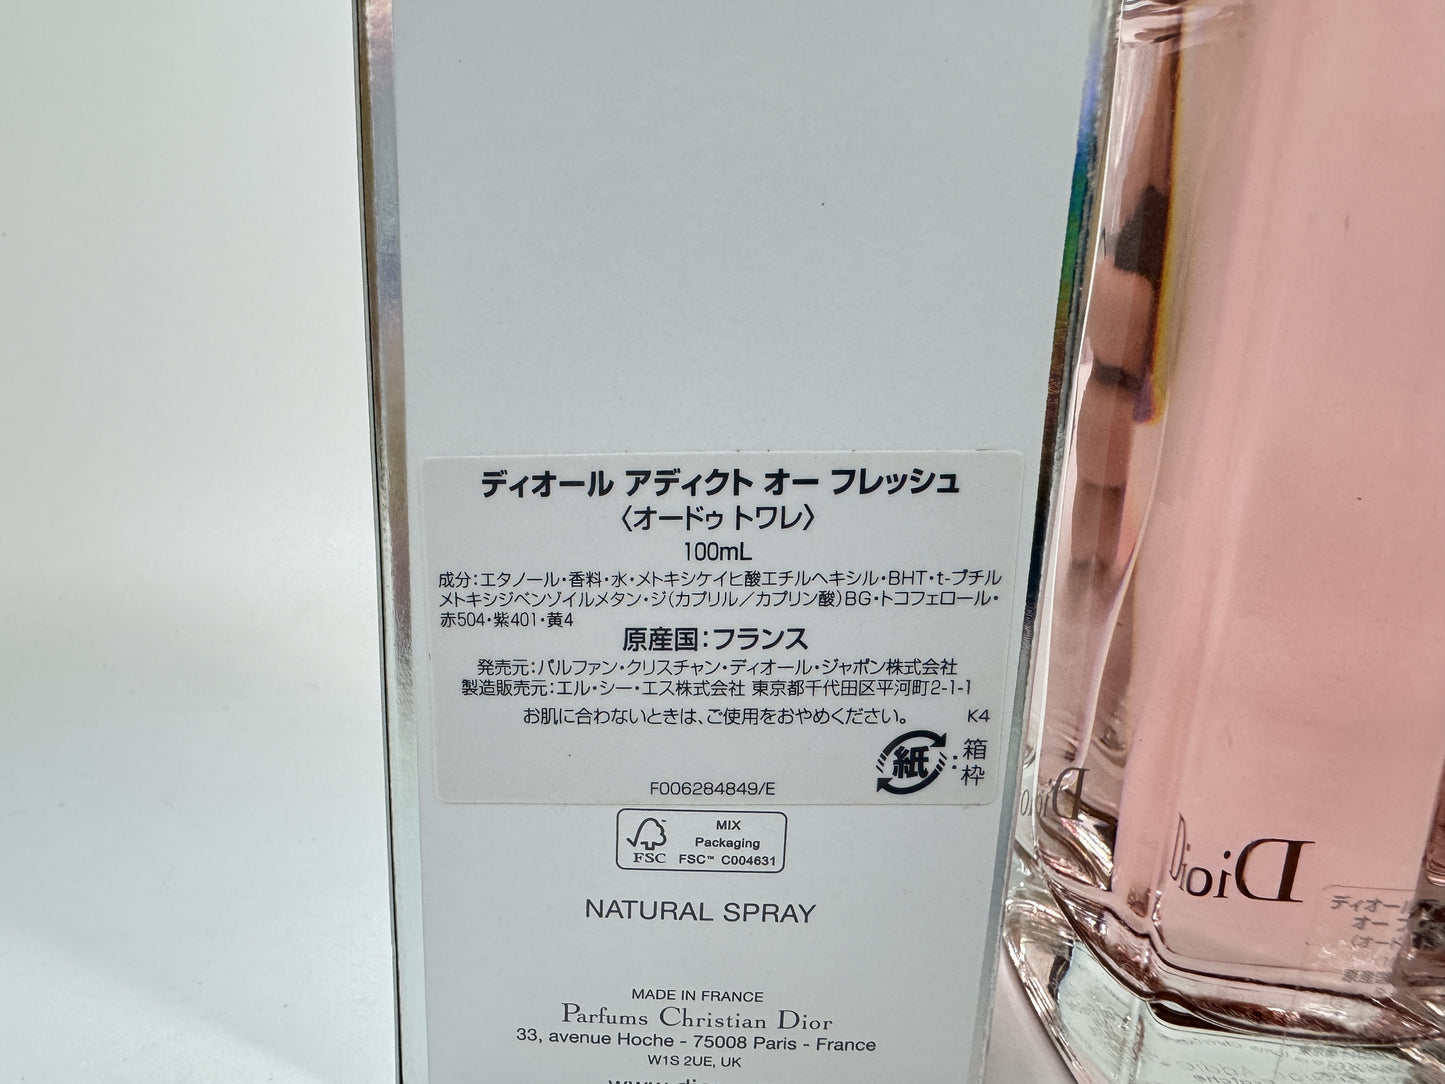 ディオール アディクト オー フレッシュ
〈オードゥ トワレ〉
100mL
成分：エタノール・香料・水・メトキシケイヒ酸エチルヘキシル・BHT・t-ブチル
メトキシジベンゾイルメタン・ジ（カプリル／カプリン酸）BG・トコフェロール・
赤504・紫401・黄4
原産国：フランス
発売元：パルファン・クリスチャン・ディオール・ジャポン株式会社
製造販売元：エル・シー・エス株式会社 東京都千代田区平河町2-1-1
お肌に合わないときは、ご使用をおやめください。 K4
紙：箱
枠
F006284849/E
FSC
MIX
Packaging
FSC™ C004631
NATURAL SPRAY
MADE IN FRANCE
Parfums Christian Dior
33, avenue Hoche - 75008 Paris - France
W1S 2UE, UK
Dior
Dior